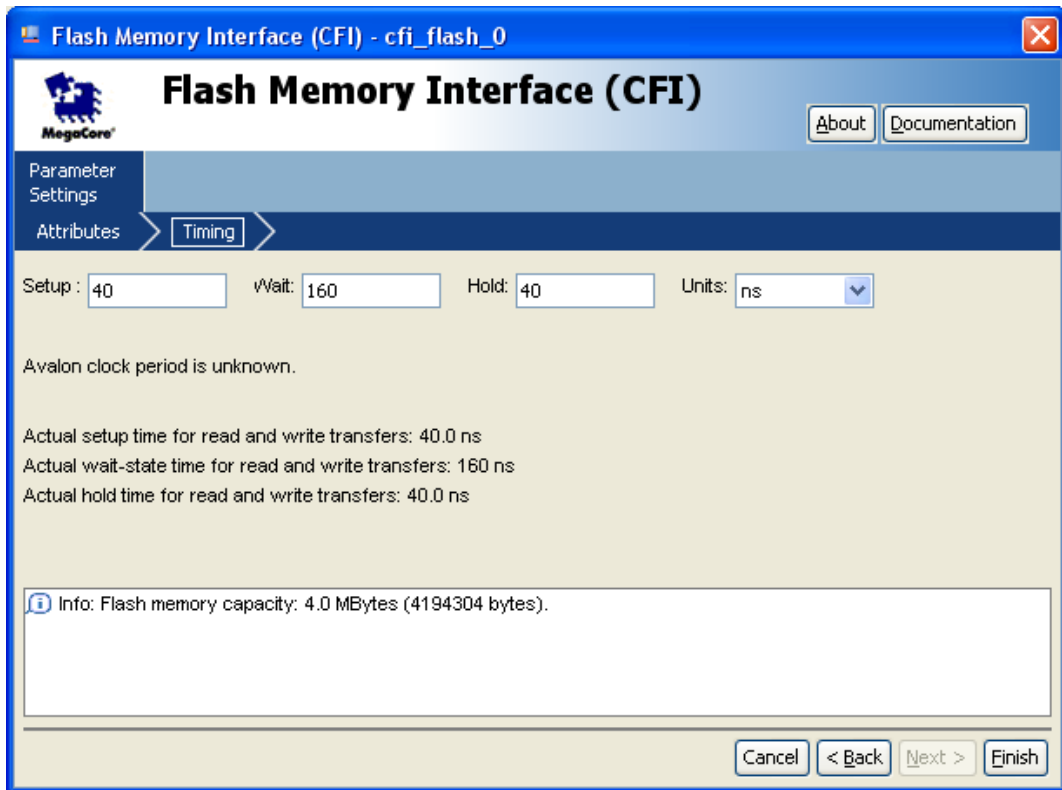 Flash Memory Interface (CFI) - cfi_flash_0
Flash Memory Interface (CFI)
MegaCore®
About Documentation
Parameter
Settings
Attributes Timing
Setup : 40 Wait: 160 Hold: 40 Units: ns
Avalon clock period is unknown.
Actual setup time for read and write transfers: 40.0 ns
Actual wait-state time for read and write transfers: 160 ns
Actual hold time for read and write transfers: 40.0 ns
Info: Flash memory capacity: 4.0 MBytes (4194304 bytes).
Cancel < Back Next > Finish